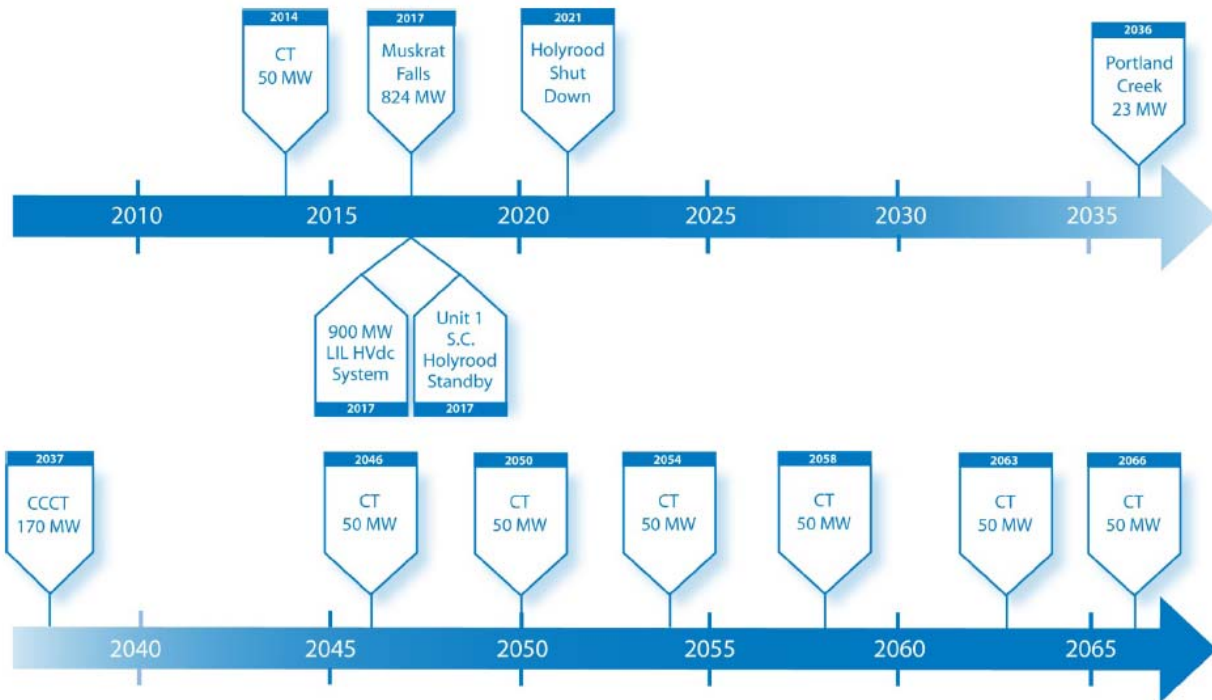 2014
CT
50 MW
2017
Muskrat
Falls
824 MW
2021
Holyrood
Shut
Down
2036
Portland
Creek
23 MW
2010
2015
2020
2025
2030
2035
900 MW
LIL HVdc
System
2017
Unit 1
S.C.
Holyrood
Standby
2017
2037
CCCT
170 MW
2046
CT
50 MW
2050
CT
50 MW
2054
CT
50 MW
2058
CT
50 MW
2063
CT
50 MW
2066
CT
50 MW
2040
2045
2050
2055
2060
2065